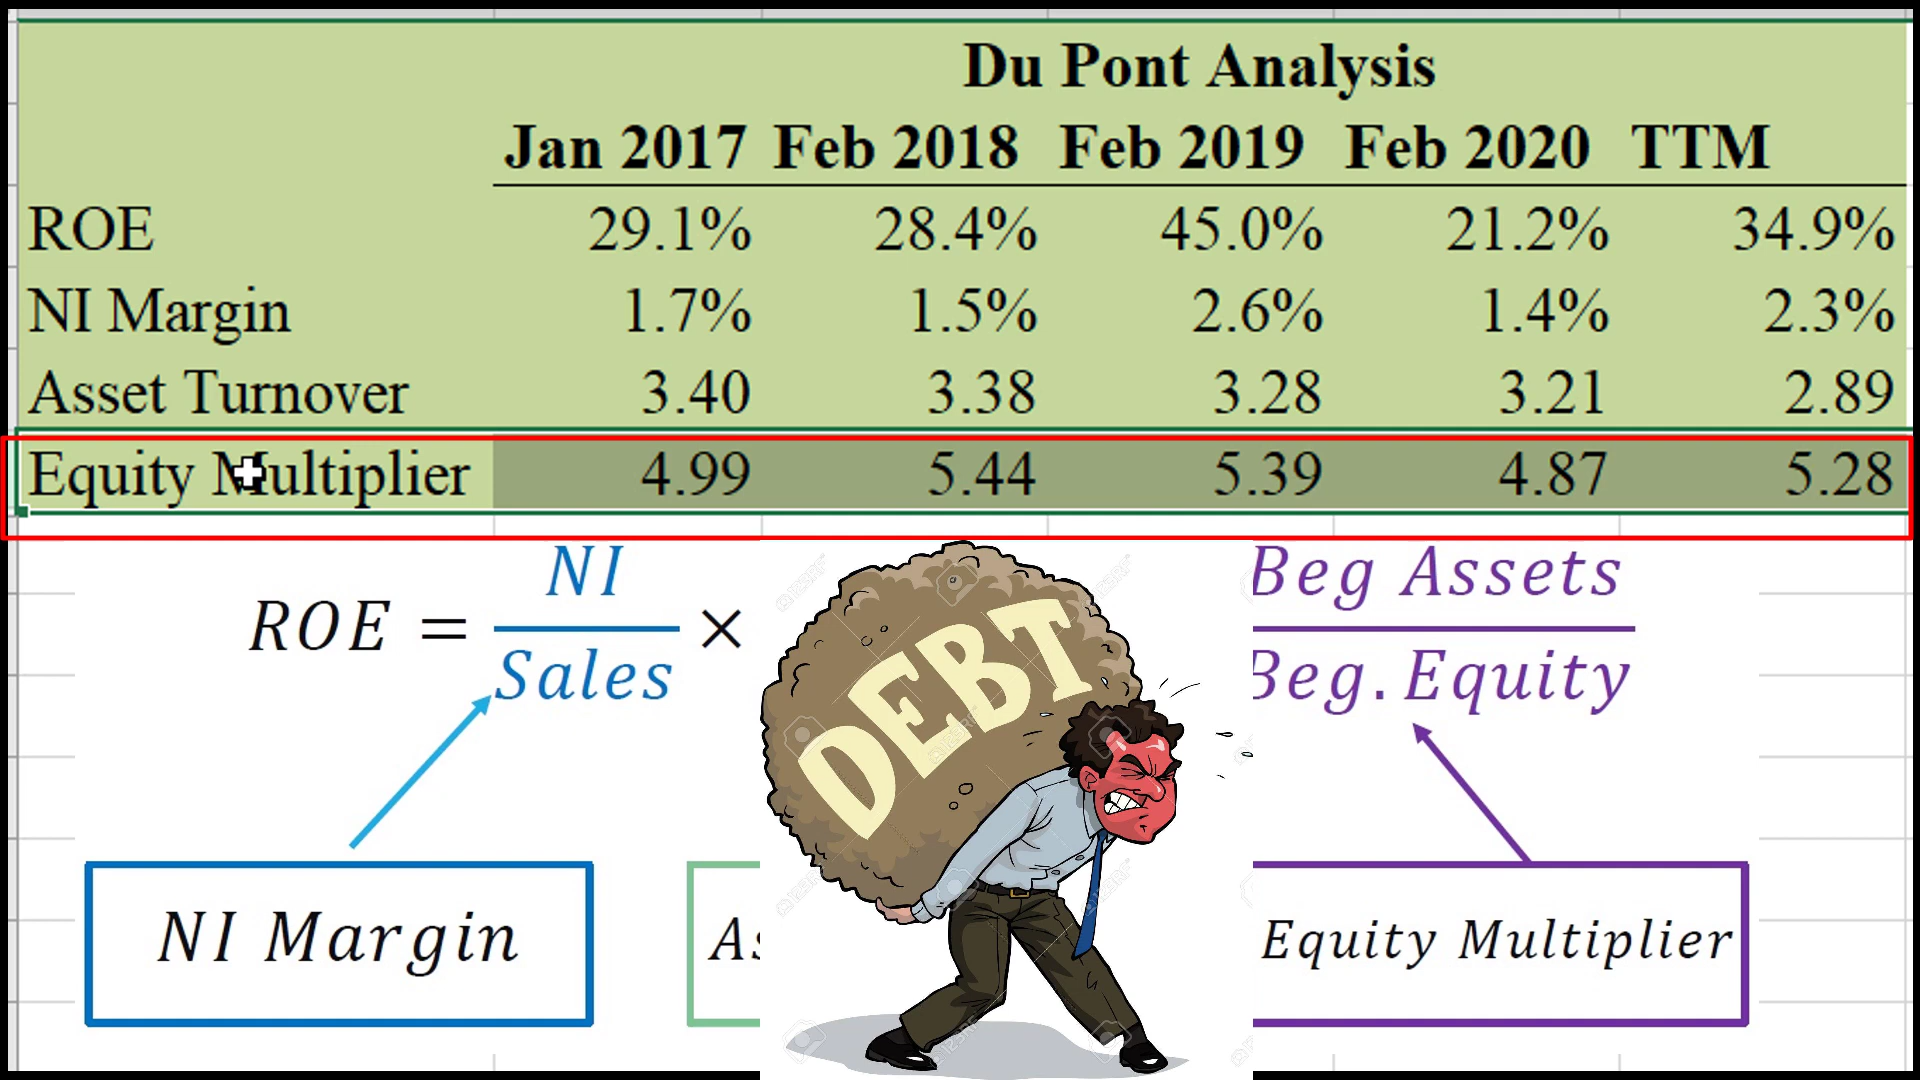 Du Pont Analysis
Jan 2017 Feb 2018 Feb 2019 Feb 2020 TTM
ROE 29.1% 28.4% 45.0% 21.2% 34.9%
NI Margin 1.7% 1.5% 2.6% 1.4% 2.3%
Asset Turnover 3.40 3.38 3.28 3.21 2.89
Equity Multiplier 4.99 5.44 5.39 4.87 5.28
NI
Beg Assets
ROE = ×
Sales
Beg. Equity
DEBT
NI Margin
As
Equity Multiplier